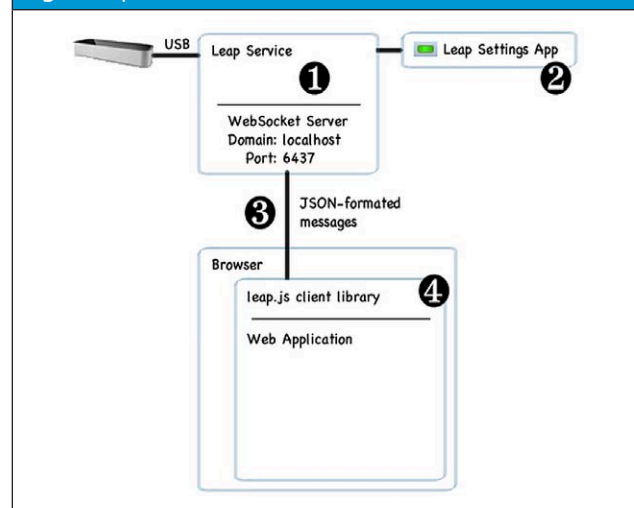 USB
Leap Service
Leap Settings App
1
2
WebSocket Server
Domain: localhost
Port: 6437
3
JSON-formated
messages
Browser
leap.js client library
4
Web Application